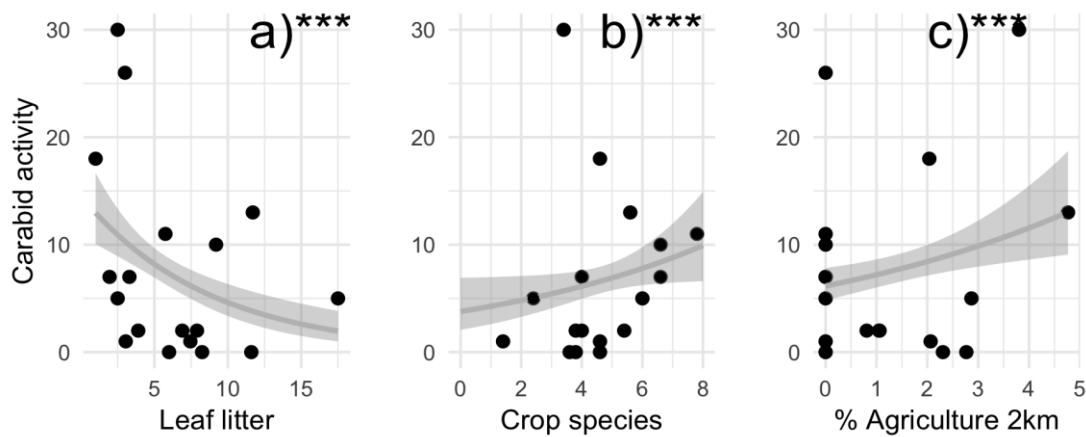 a)*** b)*** c)***
30 30 30
20 20 20
10 10 10
0 0 0
Carabid activity
5 10 15 0 2 4 6 8 0 1 2 3 4 5
Leaf litter Crop species % Agriculture 2km